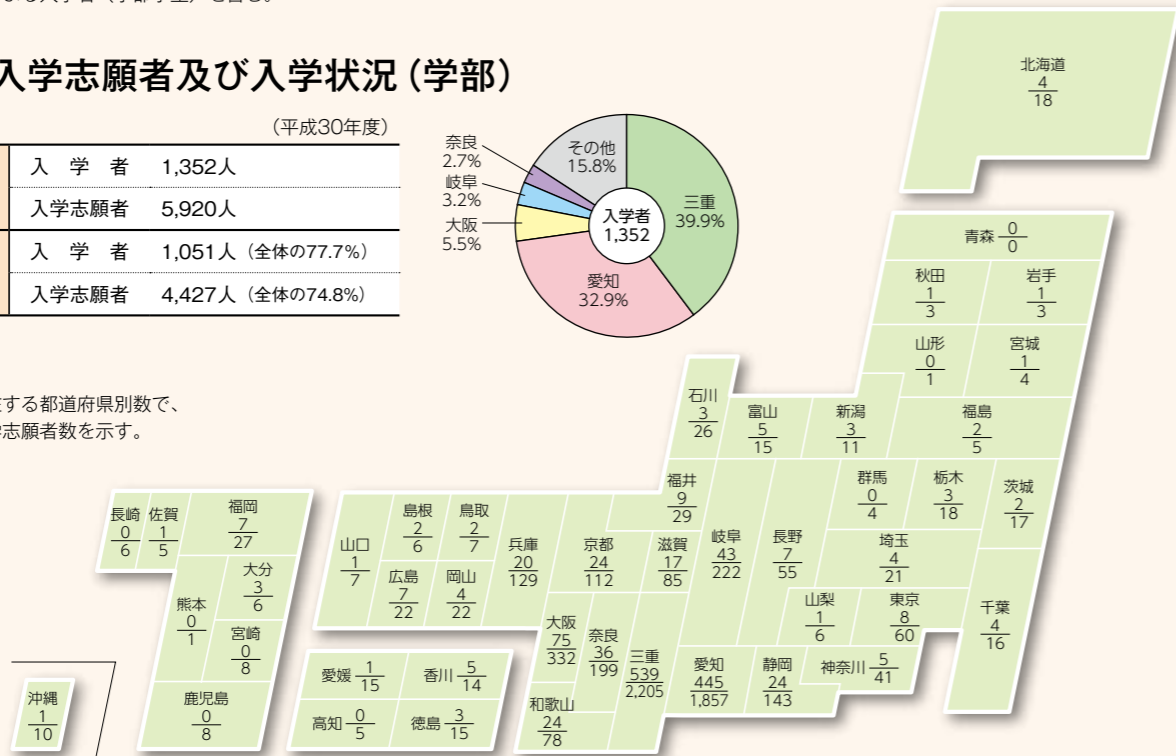 入学志願者及び入学状況（学部）
（平成30年度）
入　学　者　1,352人
入学志願者　5,920人
入　学　者　1,051人（全体の77.7%）
入学志願者　4,427人（全体の74.8%）
奈良
2.7%
岐阜
3.2%
大阪
5.5%
その他
15.8%
三重
39.9%
愛知
32.9%
入学者
1,352
する都道府県別数で、
志願者数を示す。
北海道
4
18
青森 0
0
秋田
1
3
岩手
1
3
山形
0
1
宮城
1
4
石川
3
26
富山
5
15
新潟
3
11
福島
2
5
福井
9
29
群馬
0
4
栃木
3
18
茨城
2
17
岐阜
43
222
長野
7
55
埼玉
4
21
山梨
1
6
東京
8
60
千葉
4
16
神奈川 5
41
愛知
445
1,857
静岡
24
143
三重
539
2,205
滋賀
17
85
京都
24
112
兵庫
20
129
大阪
75
332
奈良
36
199
和歌山
24
78
鳥取
2
7
島根
2
6
岡山
4
22
広島
7
22
山口
1
7
愛媛 1
15
香川 5
14
高知 0
5
徳島 3
15
福岡
7
27
佐賀
1
5
長崎
0
6
大分
3
6
熊本
0
1
宮崎
0
8
鹿児島
0
8
沖縄
1
10